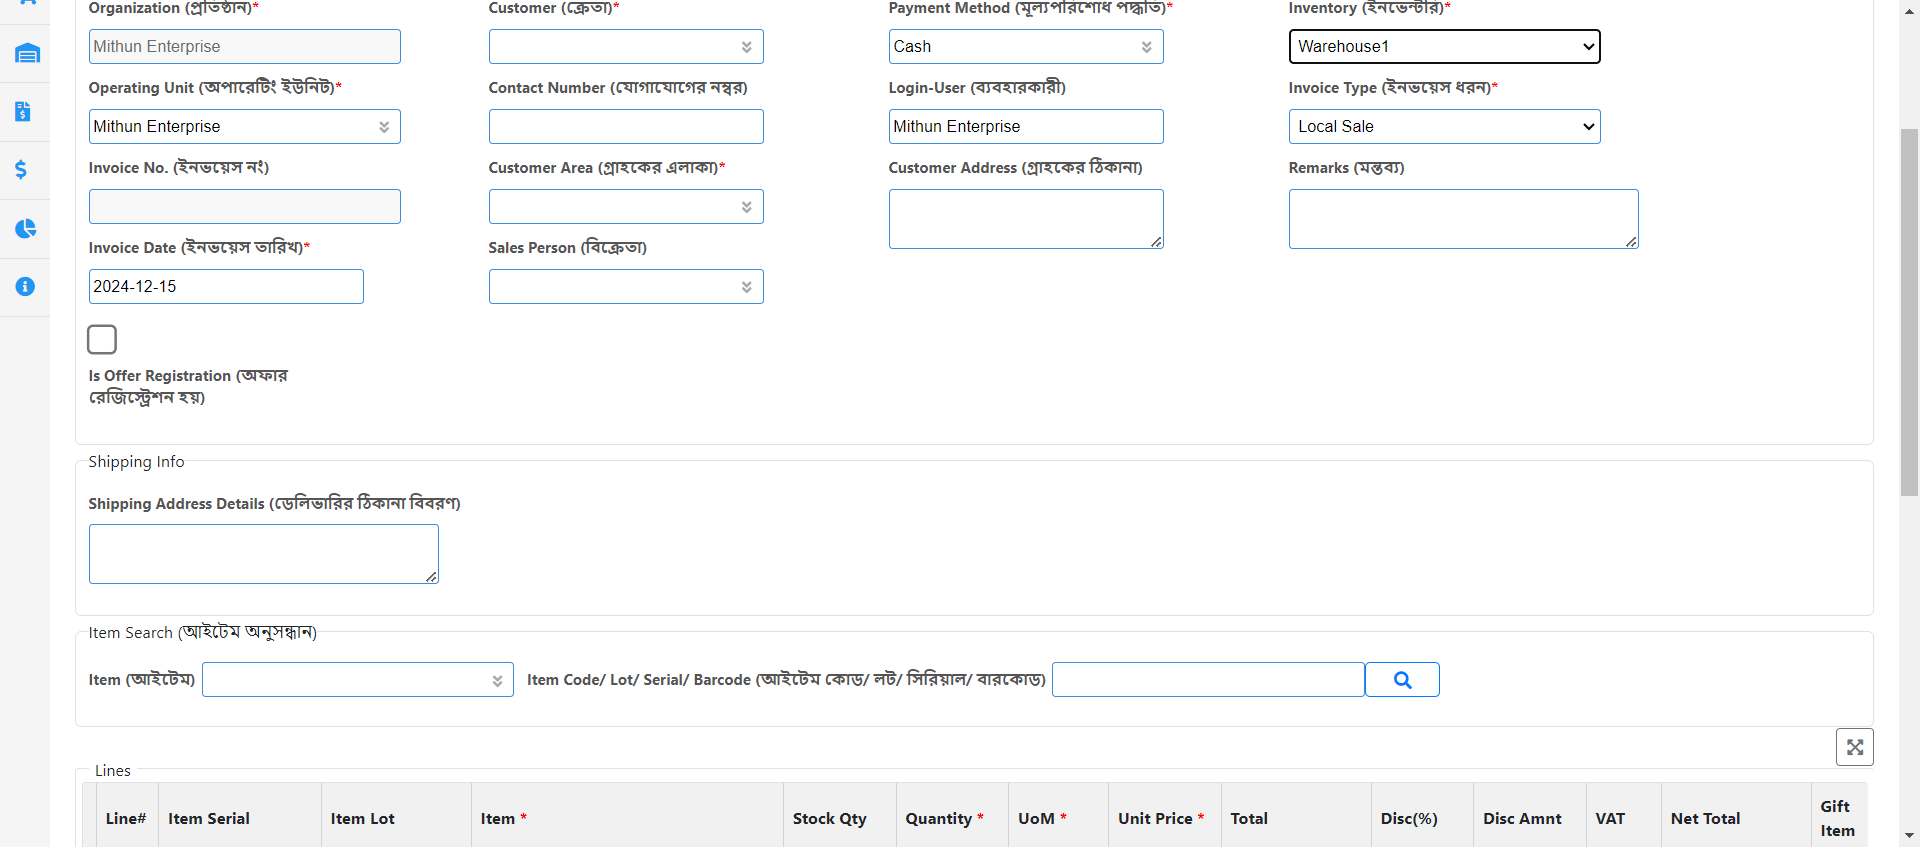 Organization (প্রতিষ্ঠান)* Customer (ক্রেতা)* Payment Method (মূল্যপরিশোধ পদ্ধতি)* Inventory (ইনভেন্টরি)*
Mithun Enterprise Cash Warehouse1
Operating Unit (অপারেটিং ইউনিট)* Contact Number (যোগাযোগের নম্বর) Login-User (ব্যবহারকারী) Invoice Type (ইনভয়েস ধরন)*
Mithun Enterprise Mithun Enterprise Local Sale
Invoice No. (ইনভয়েস নং) Customer Area (গ্রাহকের এলাকা)* Customer Address (গ্রাহকের ঠিকানা) Remarks (মন্তব্য)
Invoice Date (ইনভয়েস তারিখ)* Sales Person (বিক্রেতা)
2024-12-15
Is Offer Registration (অফার
রেজিস্ট্রেশন হয়)
Shipping Info
Shipping Address Details (ডেলিভারির ঠিকানা বিবরণ)
Item Search (আইটেম অনুসন্ধান)
Item (আইটেম) Item Code/ Lot/ Serial/ Barcode (আইটেম কোড/ লট/ সিরিয়াল/ বারকোড)
Lines
Line# Item Serial Item Lot Item * Stock Qty Quantity * UoM * Unit Price * Total Disc(%) Disc Amnt VAT Net Total Gift
Item